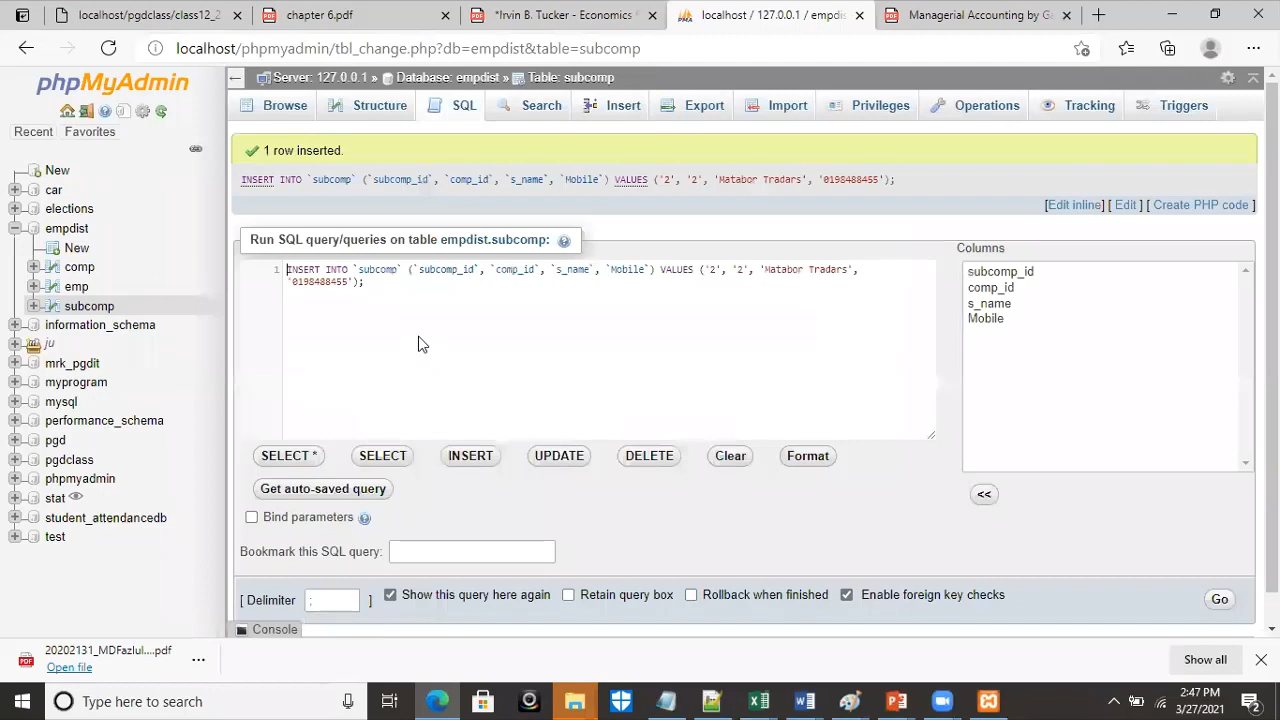 localhost/pgdclass/class12_2
chapter 6.pdf
*Irvin B. Tucker - Economics
localhost / 127.0.0.1 / empdis
Managerial Accounting by Ge
localhost/phpmyadmin/tbl_change.php?db=empdist&table=subcomp
phpMyAdmin
Recent Favorites
New
car
elections
empdist
New
comp
emp
subcomp
information_schema
ju
mrk_pgdit
myprogram
mysql
performance_schema
pgd
pgdclass
phpmyadmin
stat
student_attendancedb
test
Server: 127.0.0.1 » Database: empdist » Table: subcomp
Browse Structure SQL Search Insert Export Import Privileges Operations Tracking Triggers
1 row inserted.
INSERT INTO `subcomp` (`subcomp_id`, `comp_id`, `s_name`, `Mobile`) VALUES ('2', '2', 'Matabor Tradars', '0198488455');
[Edit inline] [ Edit ] [ Create PHP code ]
Run SQL query/queries on table empdist.subcomp:
1 INSERT INTO `subcomp` (`subcomp_id`, `comp_id`, `s_name`, `Mobile`) VALUES ('2', '2', 'Matabor Tradars',
'0198488455');
Columns
subcomp_id
comp_id
s_name
Mobile
SELECT * SELECT INSERT UPDATE DELETE Clear Format
Get auto-saved query
<<
Bind parameters
Bookmark this SQL query:
[ Delimiter ; ] Show this query here again Retain query box Rollback when finished Enable foreign key checks Go
Console
20202131_MDFazlul....pdf
Open file
Show all
Type here to search
2:47 PM
3/27/2021
2